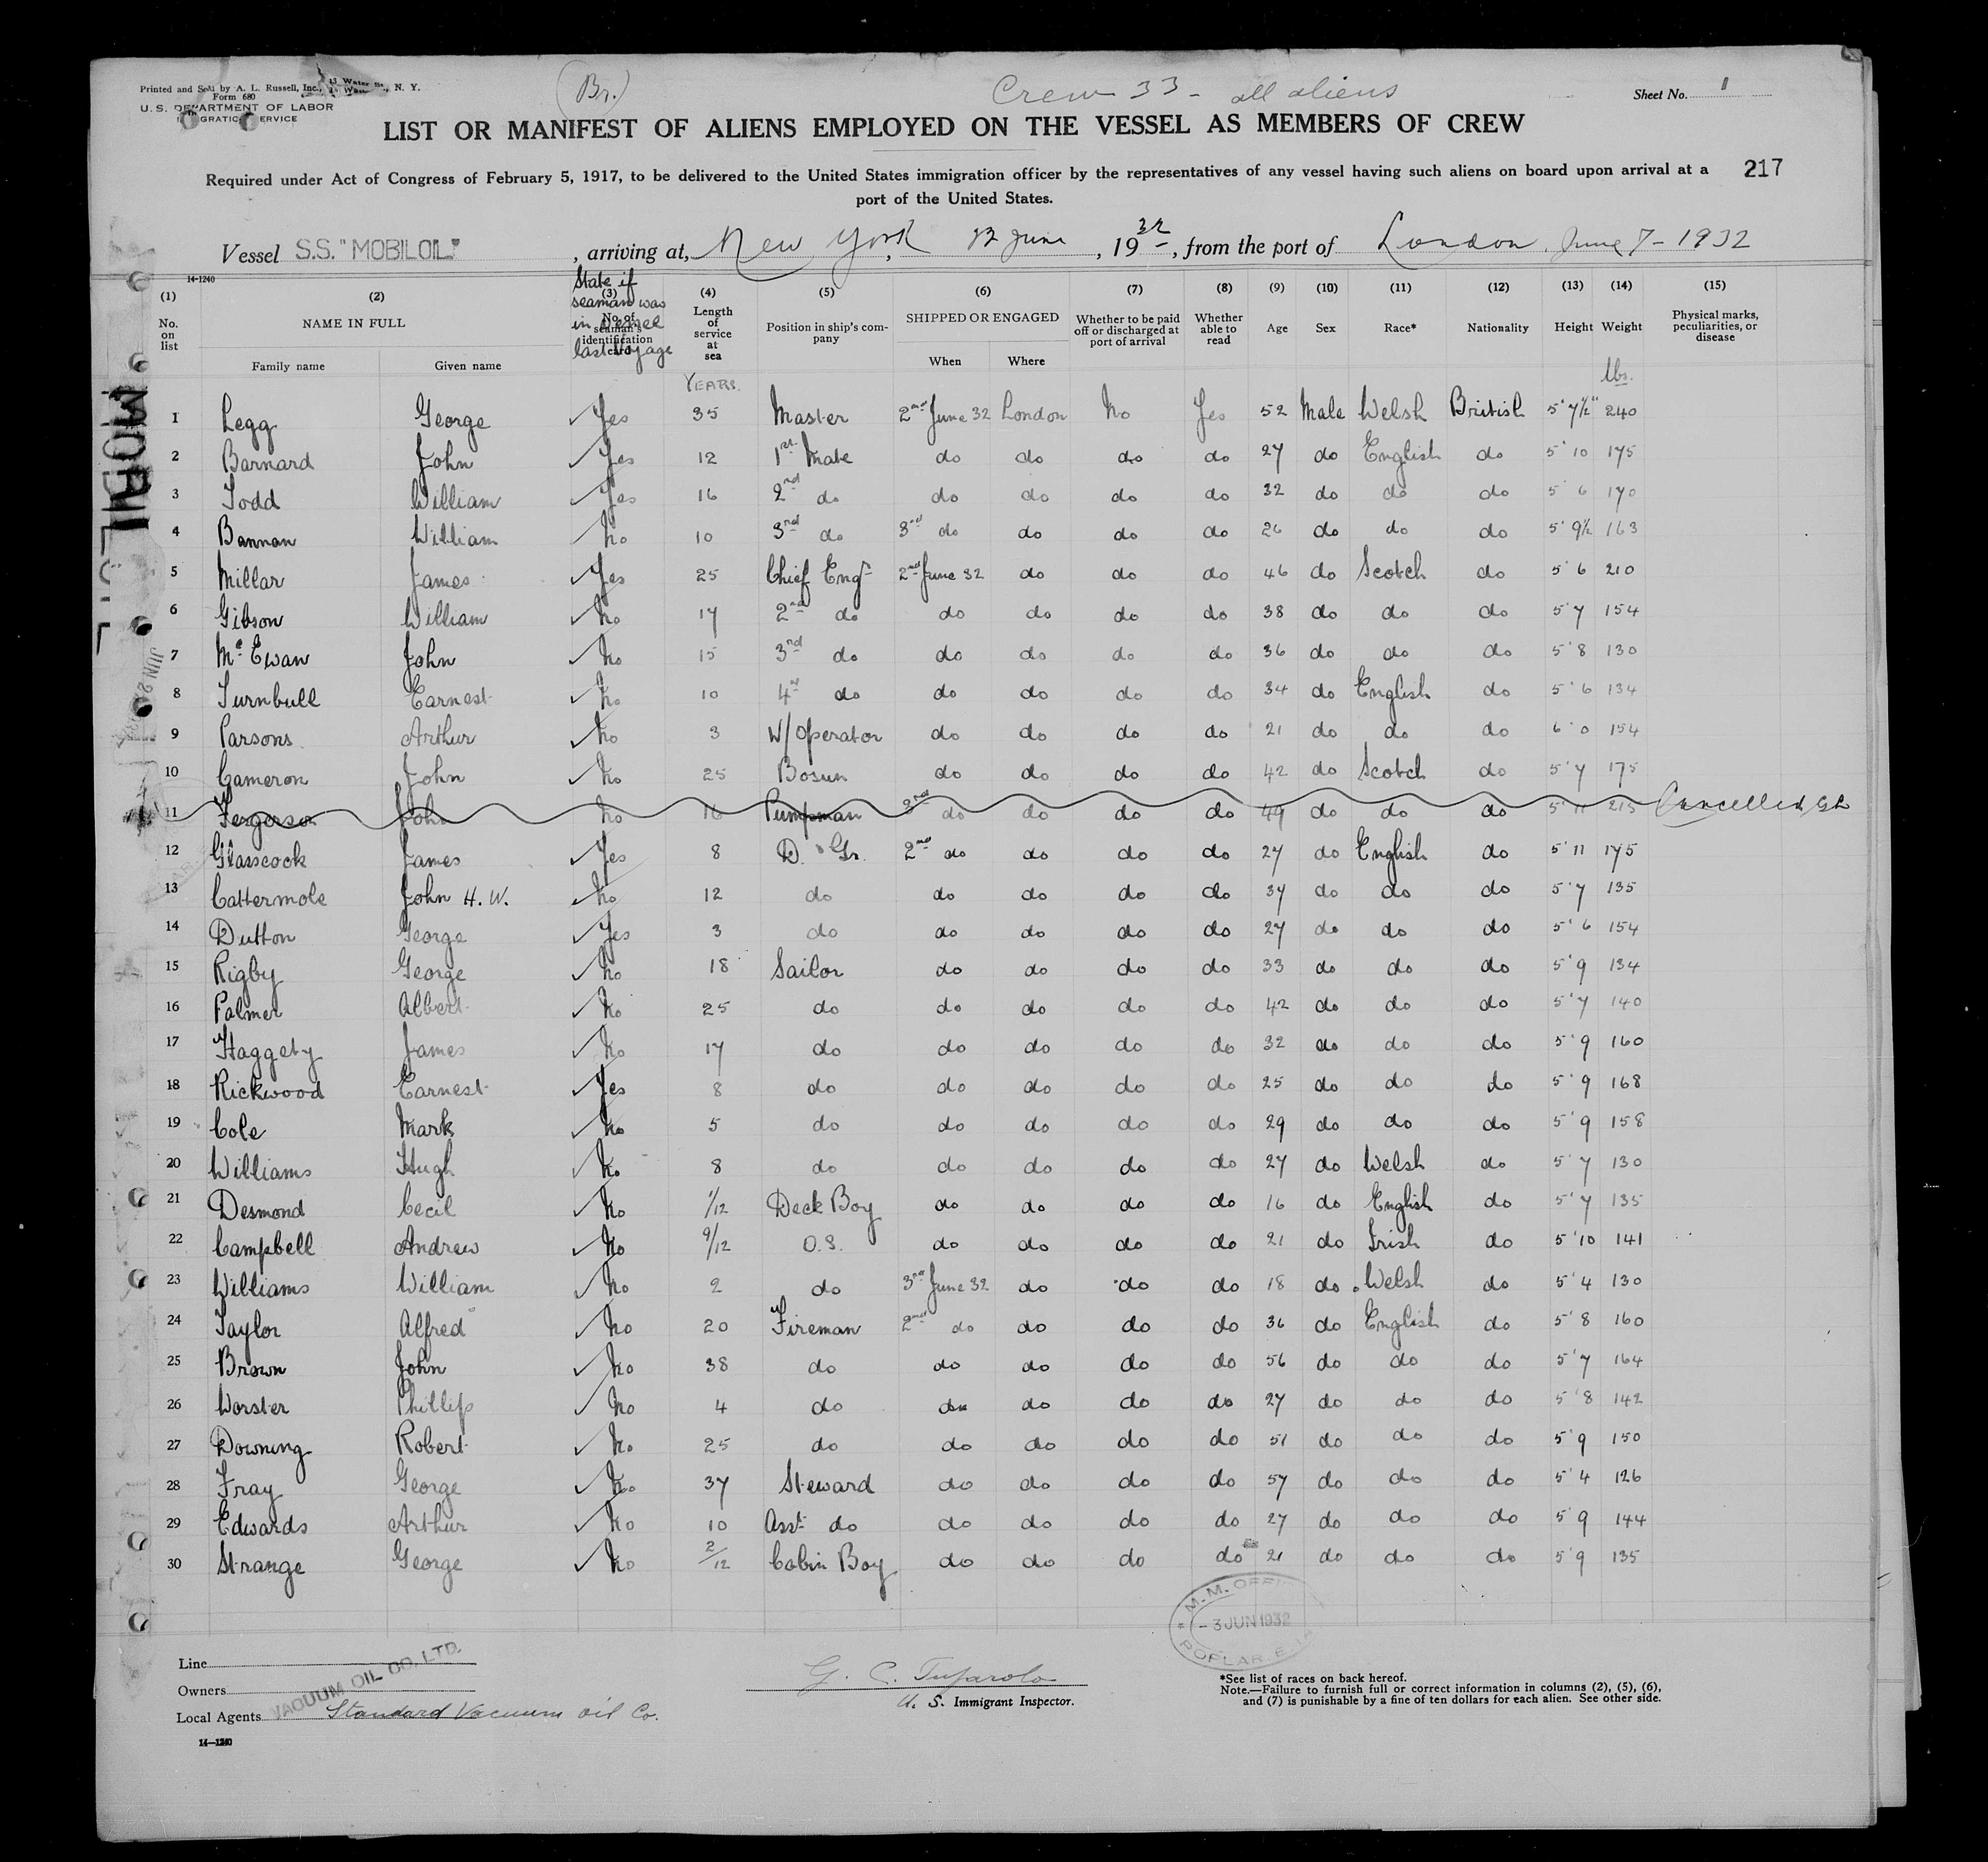 Printed and Sold by A. L. Russell, Inc., Water St., N. Y.
Form 680
U. S. DEPARTMENT OF LABOR
IMMIGRATION SERVICE
(Br.)
Crew 33 - all aliens
Sheet No. 1
LIST OR MANIFEST OF ALIENS EMPLOYED ON THE VESSEL AS MEMBERS OF CREW
Required under Act of Congress of February 5, 1917, to be delivered to the United States immigration officer by the representatives of any vessel having such aliens on board upon arrival at a
port of the United States.
217
Vessel S.S. "MOBILOIL" , arriving at, New York, 12 June, 1932, from the port of London, June 7 - 1932
14-1240
(1) No. on list
(2) NAME IN FULL Family name Given name
(3) No. of seaman's identification card
State if seaman was in vessel last voyage
(4) Length of service at sea YEARS.
(5) Position in ship's company
(6) SHIPPED OR ENGAGED When Where
(7) Whether to be paid off or discharged at port of arrival
(8) Whether able to read
(9) Age
(10) Sex
(11) Race*
(12) Nationality
(13) Height
(14) Weight lbs.
(15) Physical marks, peculiarities, or disease
1 Legg George Yes 35 Master 2nd June 32 London No Yes 52 Male Welsh British 5'7½" 240
2 Barnard John Yes 12 1st Mate do do do do 27 do English do 5'10 175
3 Todd William Yes 16 2nd do do do do do 32 do do do 5'6 170
4 Bannan William No 10 3rd do 3rd do do do do 26 do do do 5'9½ 163
5 Millar James Yes 25 Chief Engr 2nd June 32 do do do 46 do Scotch do 5'6 210
6 Gibson William No 17 2nd do do do do do 38 do do do 5'7 154
7 McEwan John No 15 3rd do do do do do 36 do do do 5'8 130
8 Turnbull Earnest No 10 4th do do do do do 34 do English do 5'6 134
9 Parsons Arthur No 3 W/Operator do do do do 21 do do do 6'0 154
10 Cameron John No 25 Bosun do do do do 42 do Scotch do 5'7 175
11 Fergerson John No 16 Pumpman 3rd do do do do 49 do do do 5'11 215 Cancelled
12 Glasscock James Yes 8 D. Gr. 2nd do do do do 27 do English do 5'11 175
13 Cattermole John H. W. No 12 do do do do do 37 do do do 5'7 135
14 Dutton George Yes 3 do do do do do 27 do do do 5'6 154
15 Rigby George No 18 Sailor do do do do 33 do do do 5'9 134
16 Palmer Albert No 25 do do do do do 42 do do do 5'7 140
17 Haggety James No 17 do do do do do 32 do do do 5'9 160
18 Rickwood Earnest Yes 8 do do do do do 25 do do do 5'9 168
19 Cole Mark No 5 do do do do do 29 do do do 5'9 158
20 Williams Hugh No 8 do do do do do 27 do Welsh do 5'7 130
21 Desmond Cecil No 1/12 Deck Boy do do do do 16 do English do 5'7 135
22 Campbell Andrew No 9/12 O.S. do do do do 21 do Irish do 5'10 141
23 Williams William No 2 do 3rd June 32 do do do 18 do Welsh do 5'4 130
24 Taylor Alfred No 20 Fireman 2nd do do do do 36 do English do 5'8 160
25 Brown John No 38 do do do do do 56 do do do 5'7 164
26 Worster Phillip No 4 do do do do do 27 do do do 5'8 142
27 Downing Robert No 25 do do do do do 51 do do do 5'9 150
28 Fray George No 37 Steward do do do do 57 do do do 5'4 126
29 Edwards Arthur No 10 Asst do do do do do 27 do do do 5'9 144
30 Strange George No 2/12 Cabin Boy do do do do 21 do do do 5'9 135
MOBILOIL
JUN
M. M. OFFICE
- 3 JUN 1932
POPLAR E.
Line
Owners VACUUM OIL CO. LTD.
Local Agents Standard Vacuum Oil Co.
14-1240
U. S. Immigrant Inspector.
*See list of races on back hereof.
Note.—Failure to furnish full or correct information in columns (2), (5), (6),
and (7) is punishable by a fine of ten dollars for each alien. See other side.